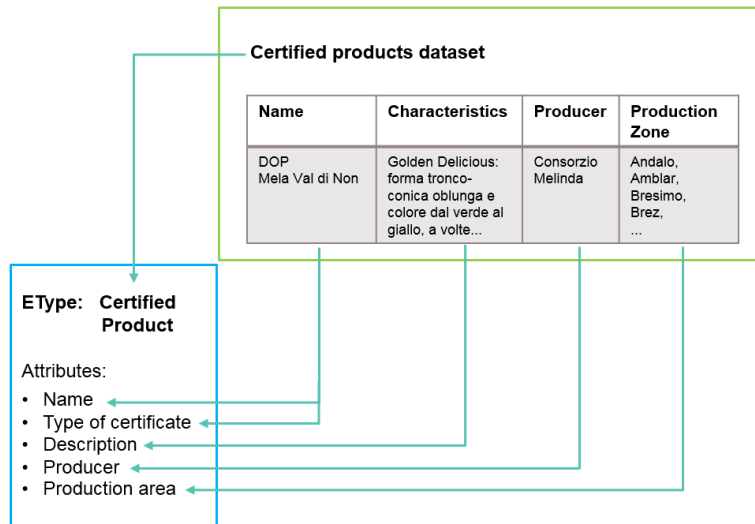 Certified products dataset
Name
Characteristics
Producer
Production
Zone
DOP
Mela Val di Non
Golden Delicious:
forma tronco-
conica oblunga e
colore dal verde al
giallo, a volte...
Consorzio
Melinda
Andalo,
Amblar,
Bresimo,
Brez,
...
EType: Certified
Product
Attributes:
• Name
• Type of certificate
• Description
• Producer
• Production area